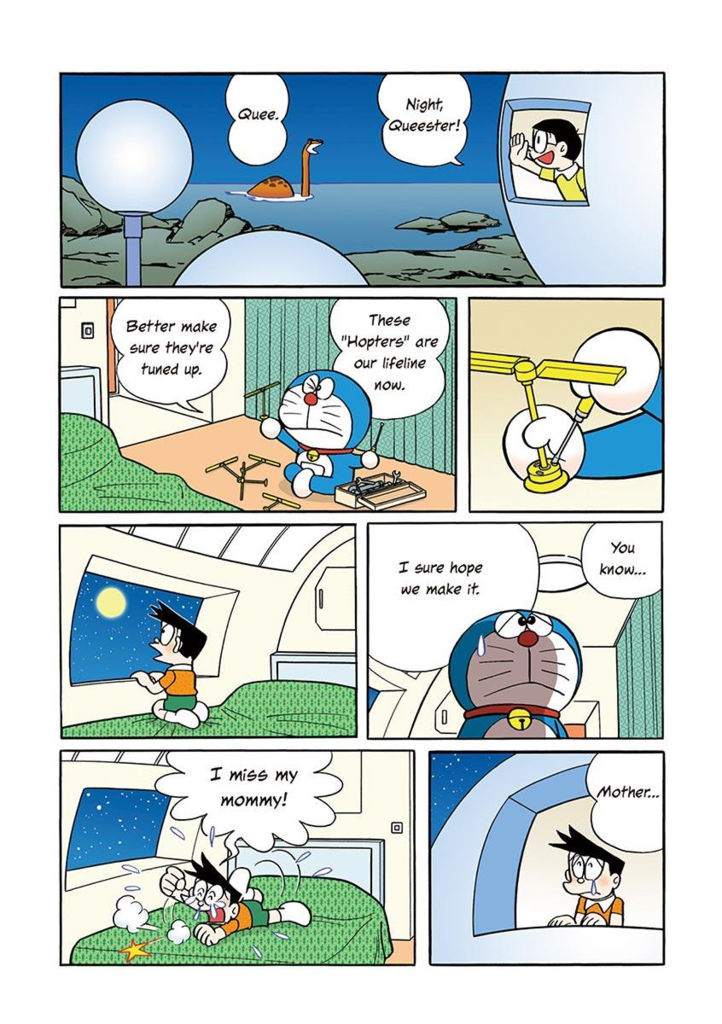 Night,
Queester!
Quee.
These
"Hopters" are
our lifeline
now.
Better make
sure they're
tuned up.
You
know...
I sure hope
we make it.
Mother...
I miss my
mommy!